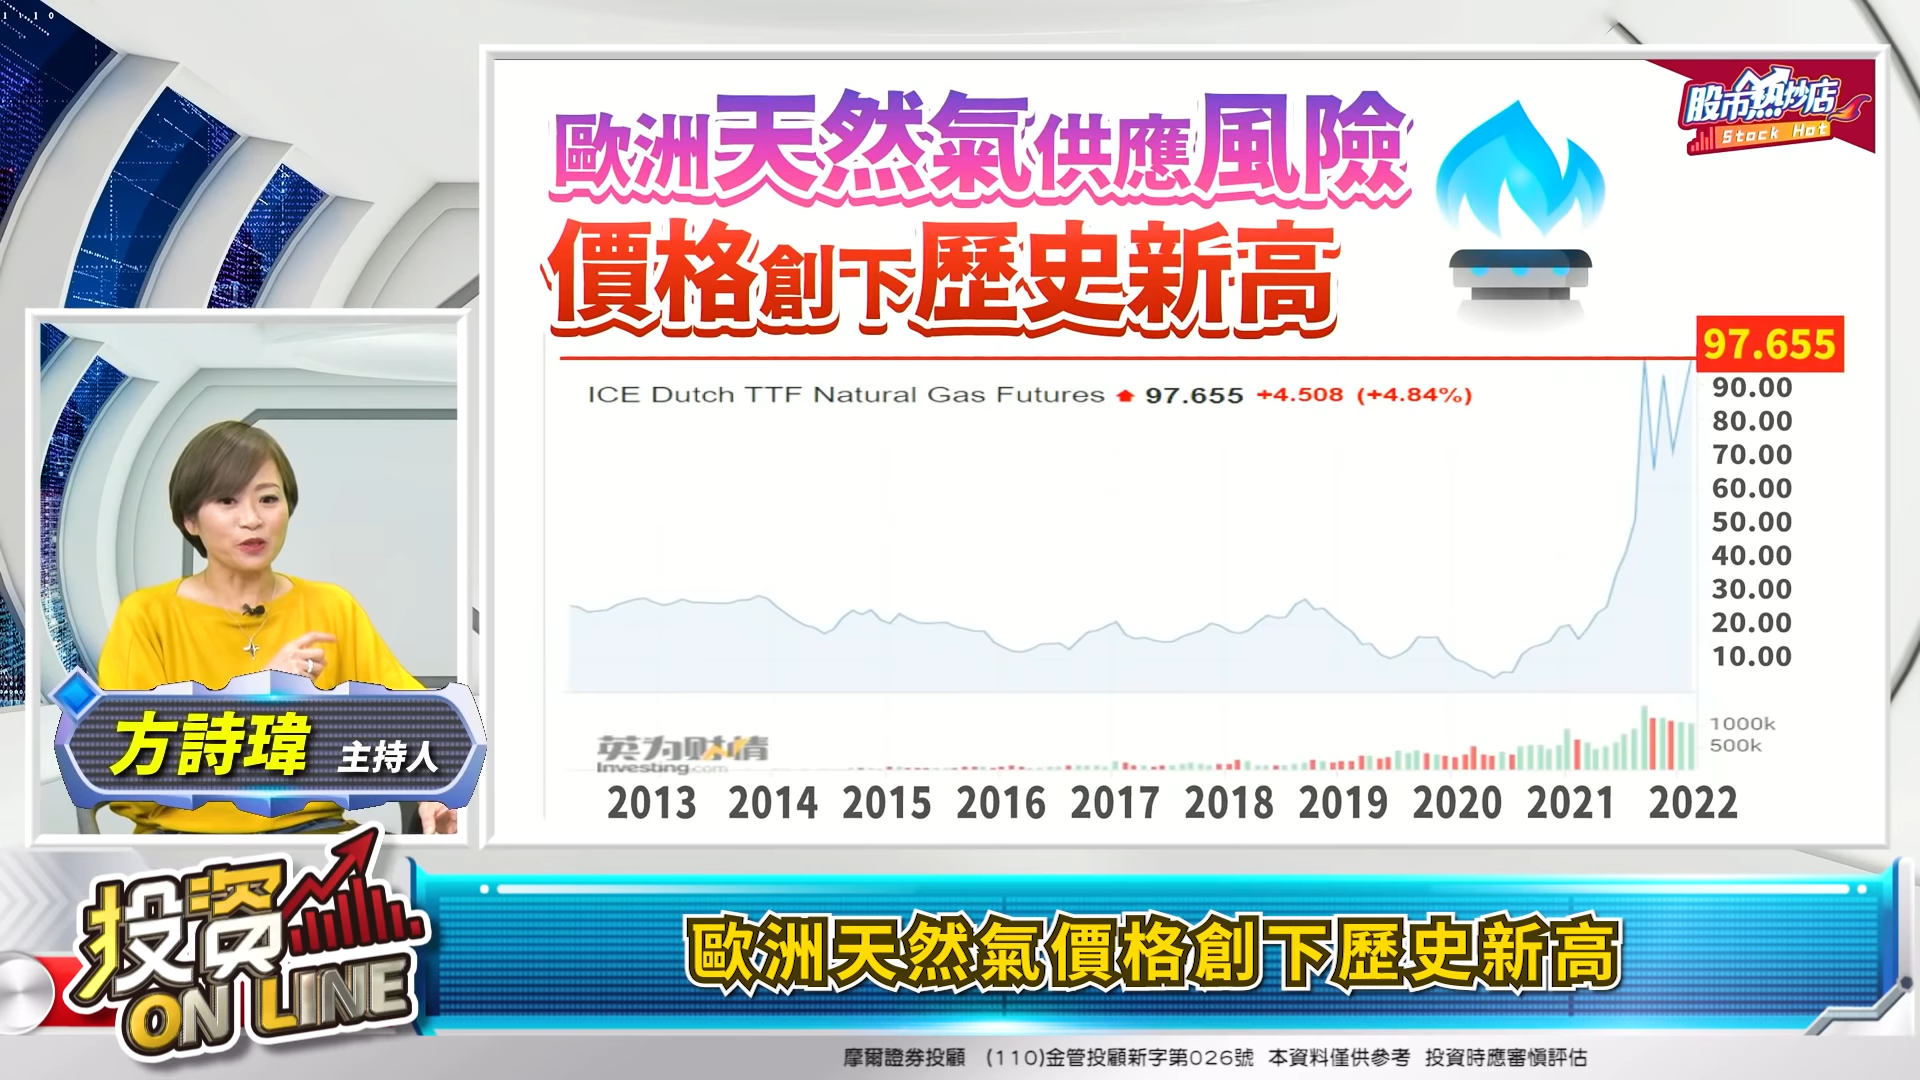 1 1 1 0
股市熱炒店
Stock Hot
歐洲天然氣供應風險
價格創下歷史新高
97.655
ICE Dutch TTF Natural Gas Futures 97.655 +4.508 (+4.84%)
90.00
80.00
70.00
60.00
50.00
40.00
30.00
20.00
10.00
1000k
500k
英为财情
Investing.com
2013 2014 2015 2016 2017 2018 2019 2020 2021 2022
方詩瑋 主持人
投資
ON LINE
歐洲天然氣價格創下歷史新高
摩爾證券投顧 (110)金管投顧新字第026號 本資料僅供參考 投資時應審慎評估